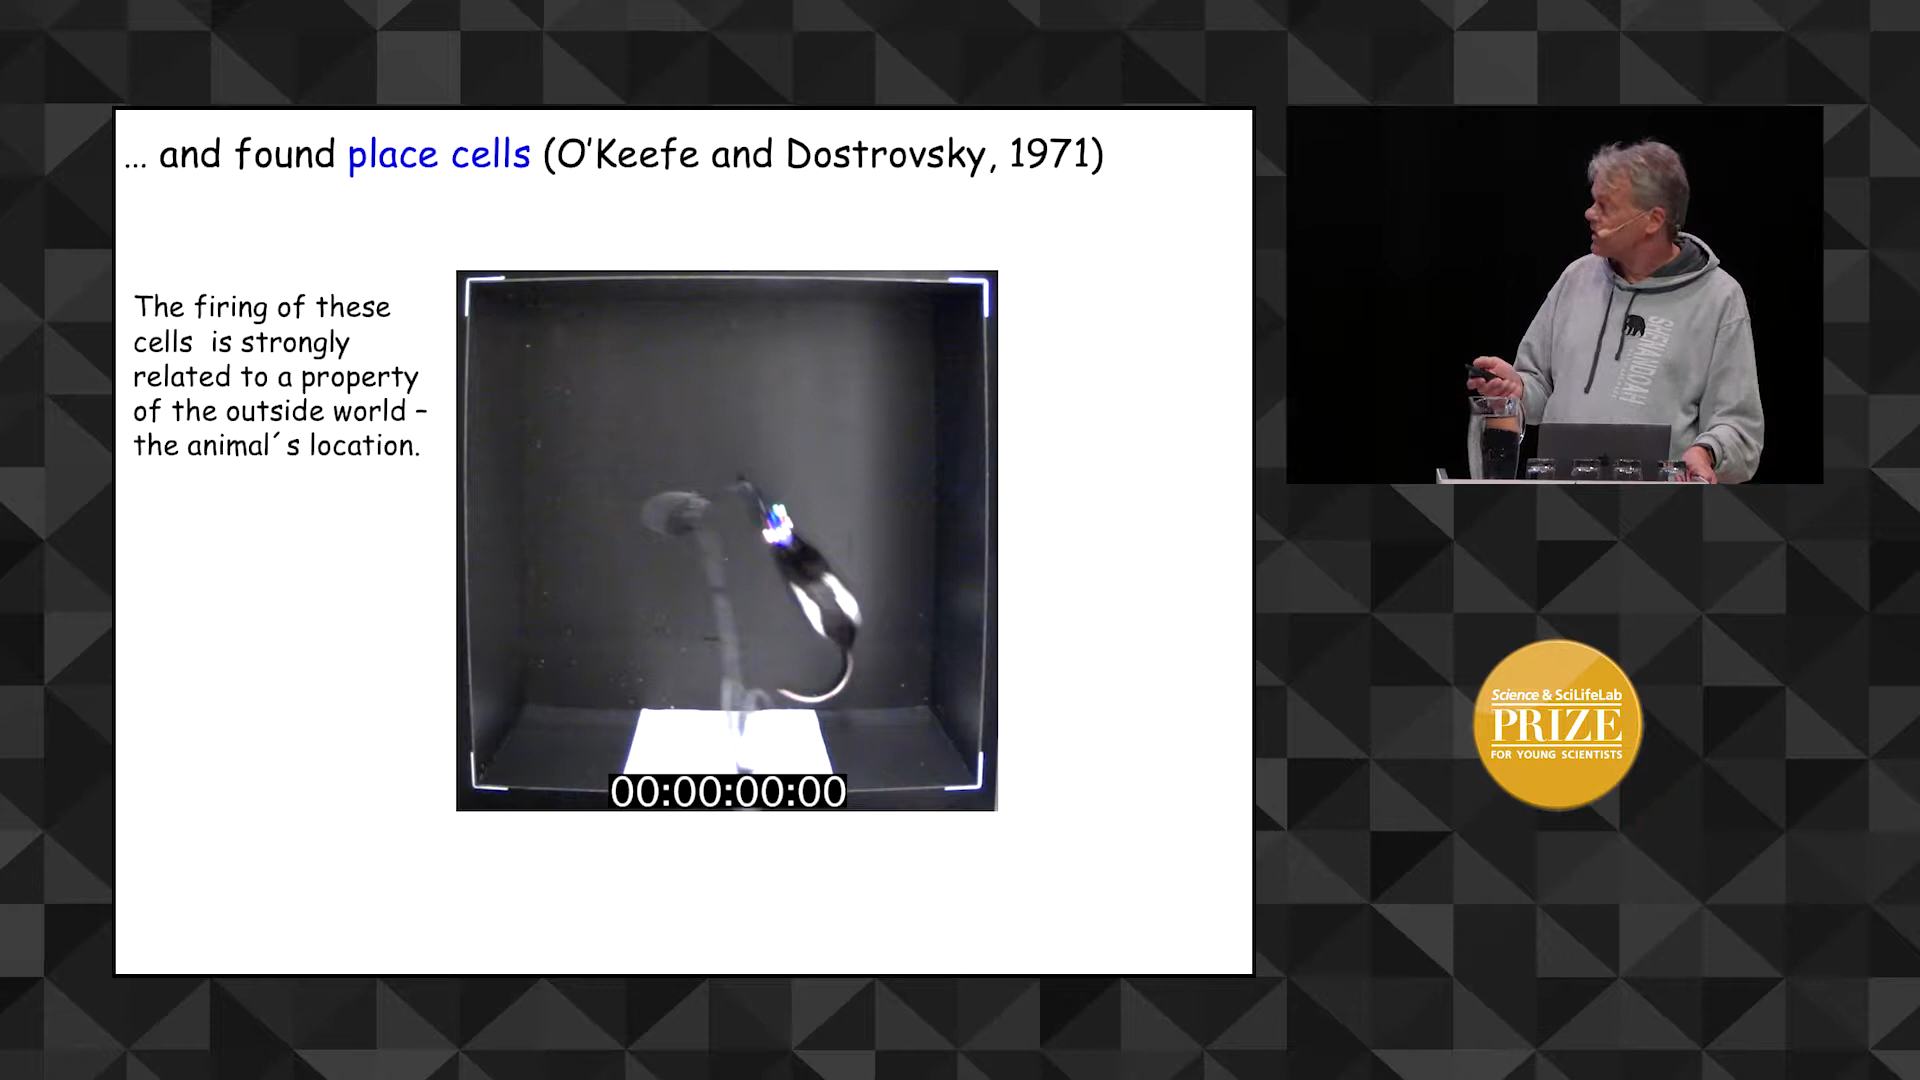 … and found place cells (O'Keefe and Dostrovsky, 1971)
The firing of these
cells  is strongly
related to a property
of the outside world –
the animal´s location.
00:00:00:00
SHENANDOAH
Science & SciLifeLab
PRIZE
FOR YOUNG SCIENTISTS